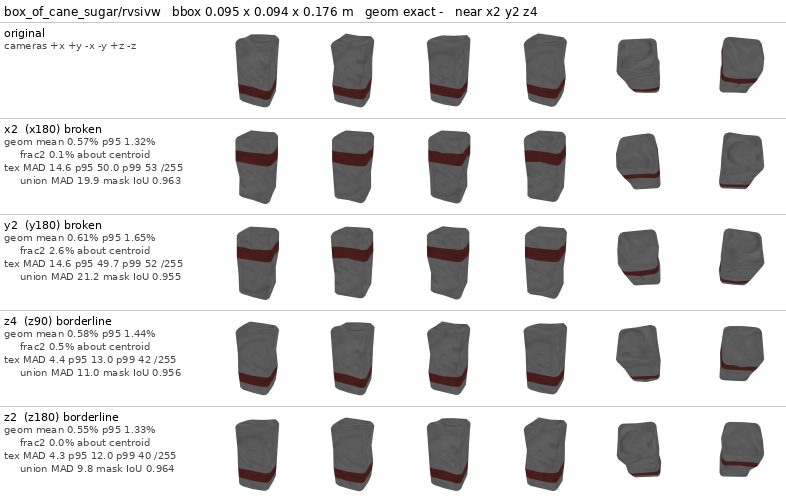 box_of_cane_sugar/rvsivw   bbox 0.095 x 0.094 x 0.176 m   geom exact -   near x2 y2 z4
original
cameras +x +y -x -y +z -z
x2  (x180) broken
geom mean 0.57% p95 1.32%
frac2 0.1% about centroid
tex MAD 14.6 p95 50.0 p99 53 /255
union MAD 19.9 mask IoU 0.963
y2  (y180) broken
geom mean 0.61% p95 1.65%
frac2 2.6% about centroid
tex MAD 14.6 p95 49.7 p99 52 /255
union MAD 21.2 mask IoU 0.955
z4  (z90) borderline
geom mean 0.58% p95 1.44%
frac2 0.5% about centroid
tex MAD 4.4 p95 13.0 p99 42 /255
union MAD 11.0 mask IoU 0.956
z2  (z180) borderline
geom mean 0.55% p95 1.33%
frac2 0.0% about centroid
tex MAD 4.3 p95 12.0 p99 40 /255
union MAD 9.8 mask IoU 0.964